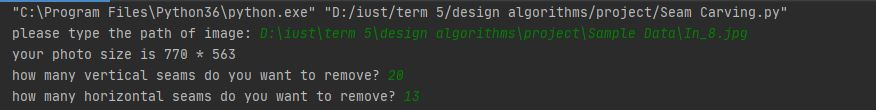 "C:\Program Files\Python36\python.exe" "D:/iust/term 5/design algorithms/project/Seam Carving.py"
please type the path of image: D:\iust\term 5\design algorithms\project\Sample Data\In_8.jpg
your photo size is 770 * 563
how many vertical seams do you want to remove? 20
how many horizontal seams do you want to remove? 13